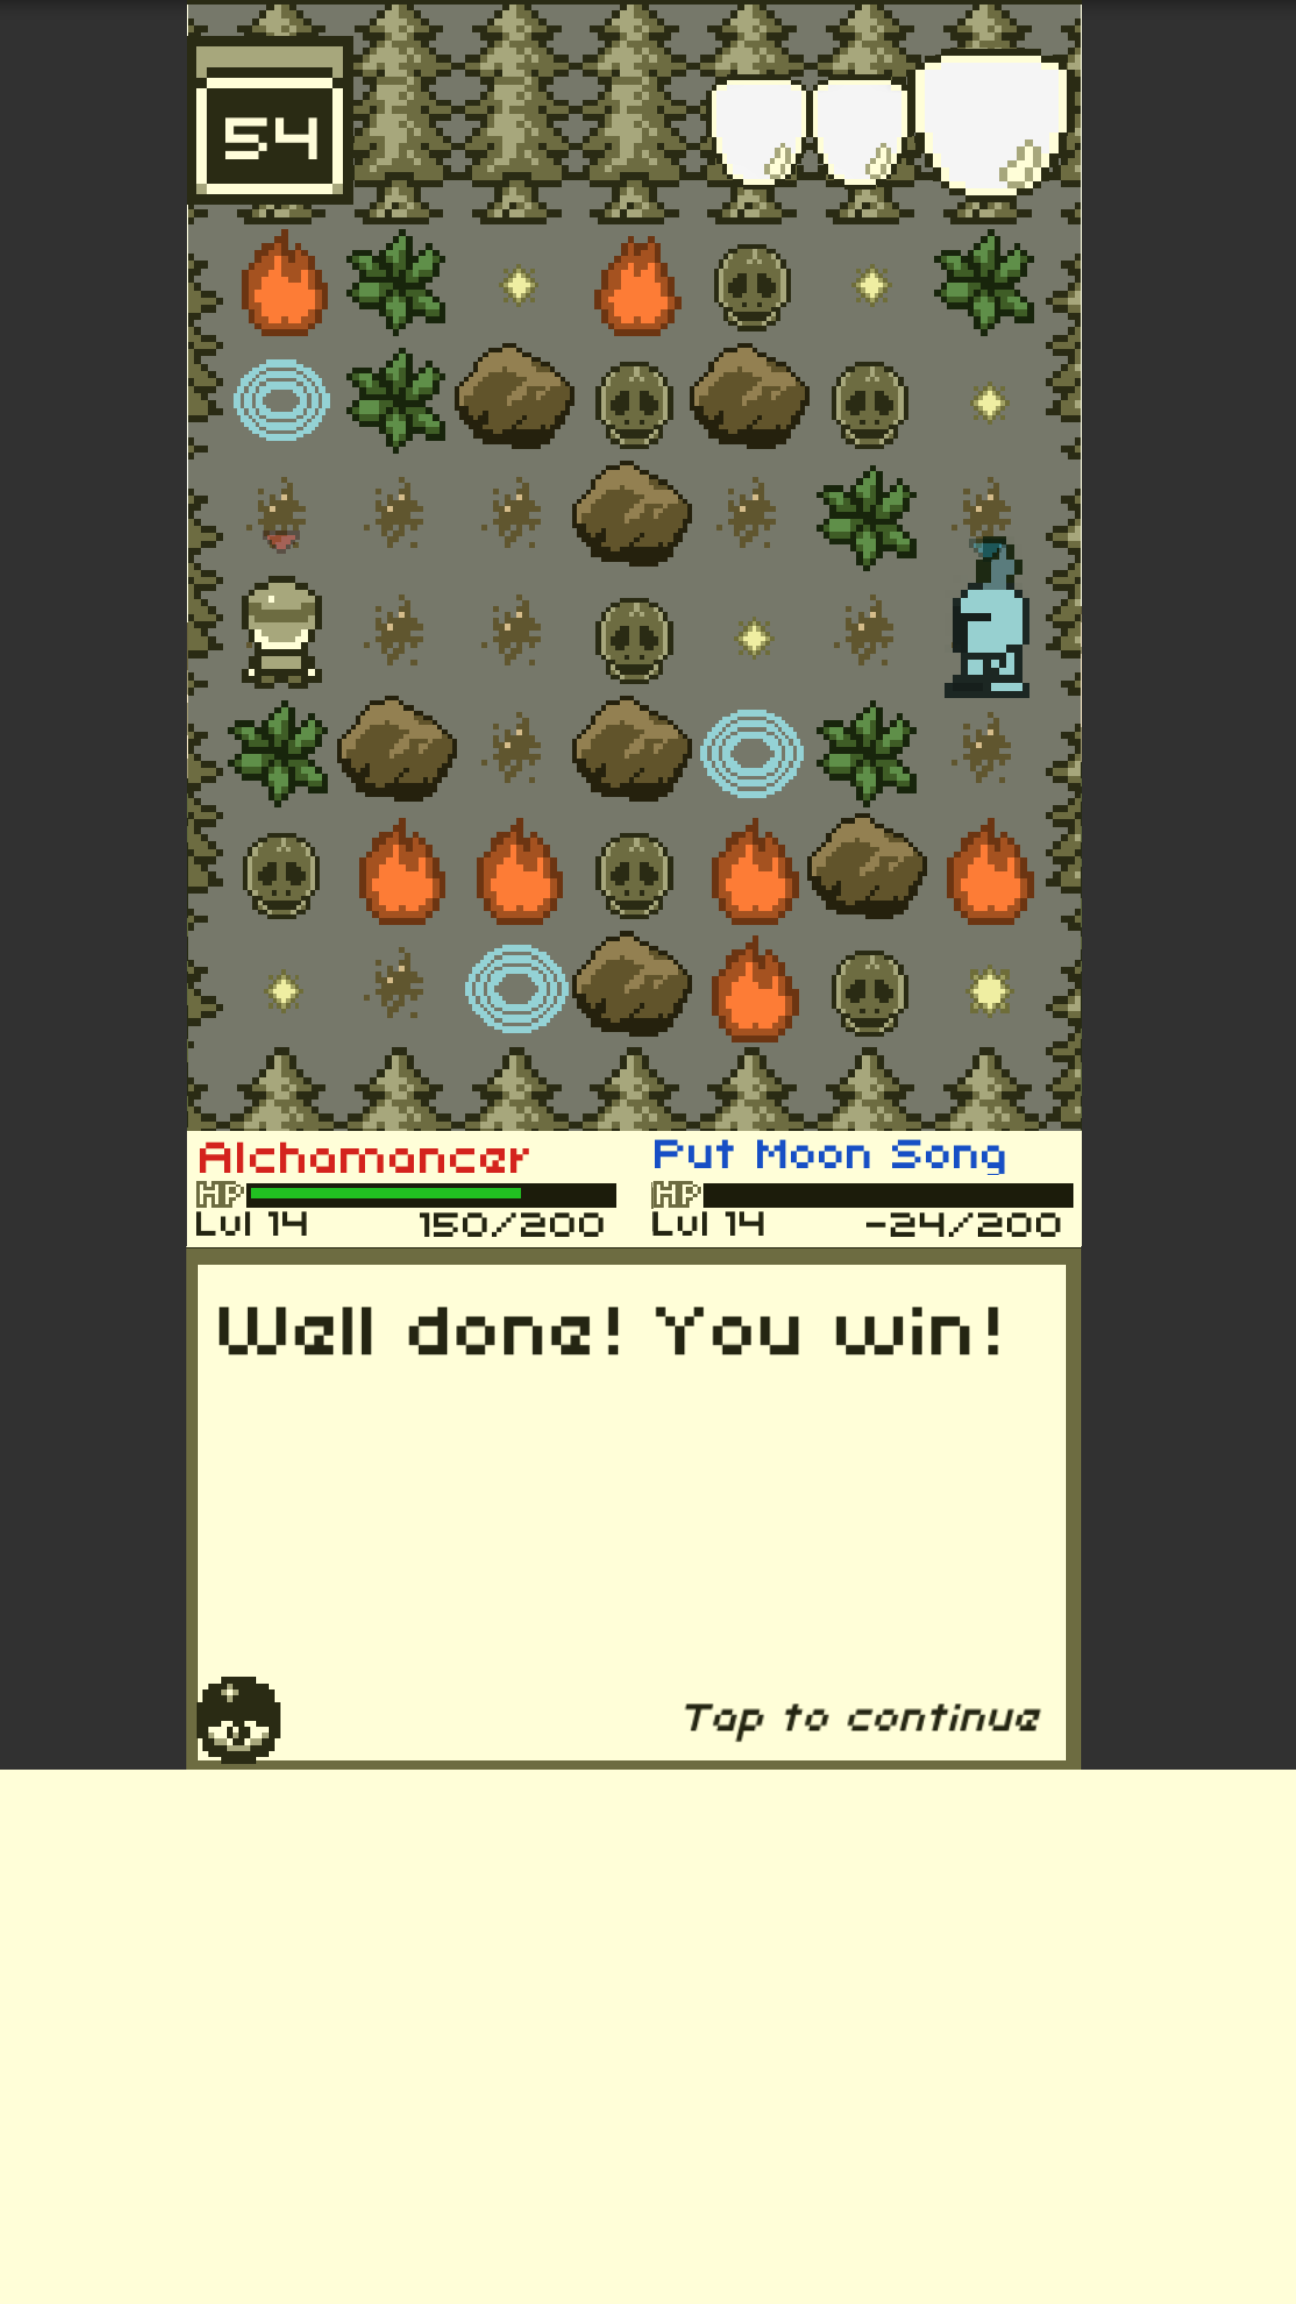 54
Alchomancer
Put Moon Song
HP
HP
Lvl 14 150/200
Lvl 14 -24/200
Well done! You win!
Tap to continue